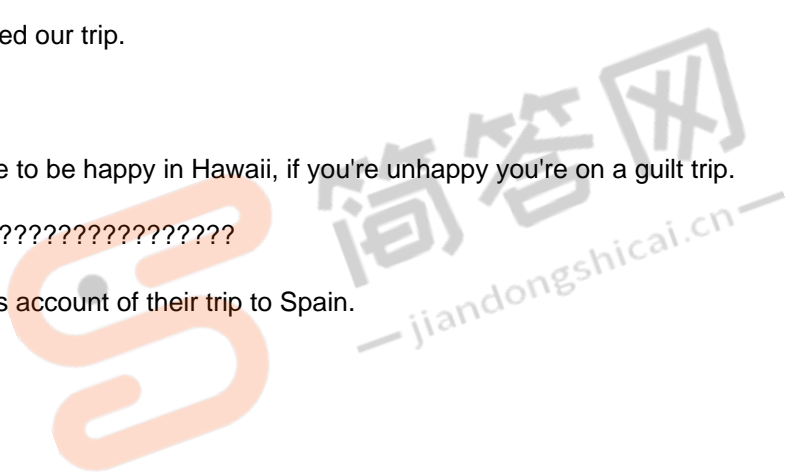 ed our trip.
e to be happy in Hawaii, if you're unhappy you're on a guilt trip.
????????????????
s account of their trip to Spain.
简答网
jiandongshicai.cn